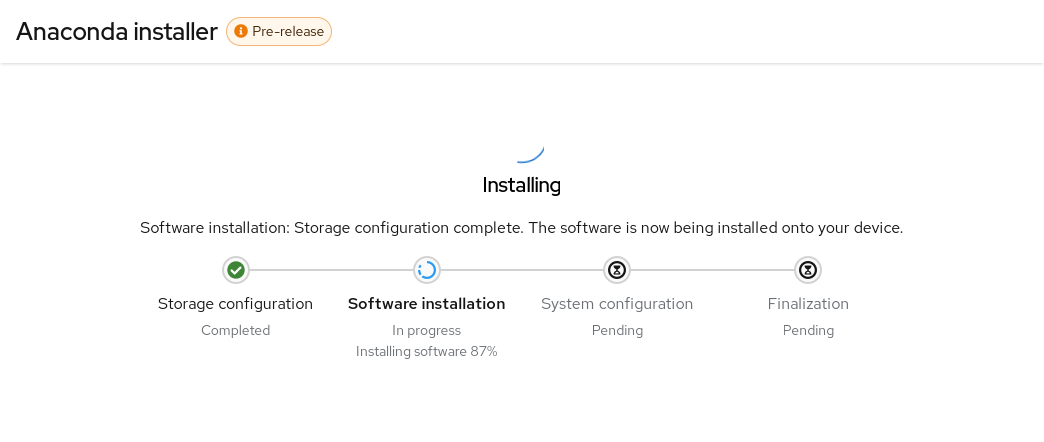 Anaconda installer
Pre-release
Installing
Software installation: Storage configuration complete. The software is now being installed onto your device.
Storage configuration
Completed
Software installation
In progress
Installing software 87%
System configuration
Pending
Finalization
Pending